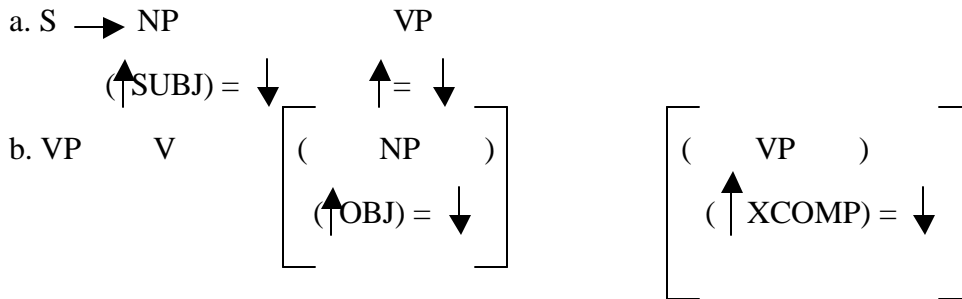 a. S → NP VP
(↑SUBJ) = ↓ ↑= ↓
b. VP V ( NP ) ( VP )
(↑OBJ) = ↓ (↑XCOMP) = ↓